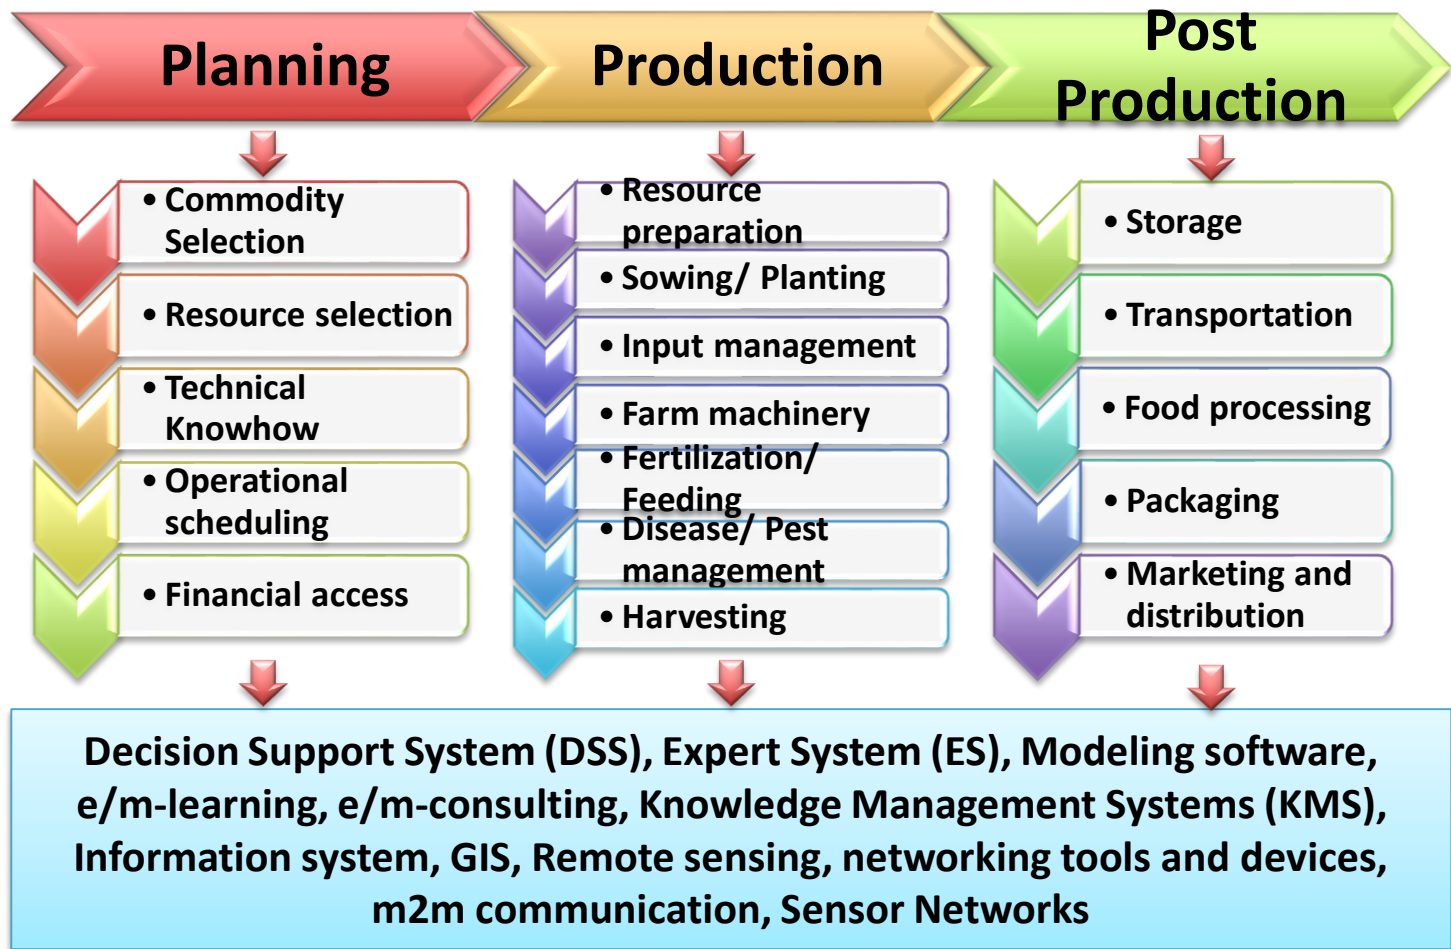 Planning
Production
Post
Production
• Commodity
Selection
• Resource selection
• Technical
Knowhow
• Operational
scheduling
• Financial access
• Resource
preparation
• Sowing/ Planting
• Input management
• Farm machinery
• Fertilization/
Feeding
• Disease/ Pest
management
• Harvesting
• Storage
• Transportation
• Food processing
• Packaging
• Marketing and
distribution
Decision Support System (DSS), Expert System (ES), Modeling software,
e/m-learning, e/m-consulting, Knowledge Management Systems (KMS),
Information system, GIS, Remote sensing, networking tools and devices,
m2m communication, Sensor Networks